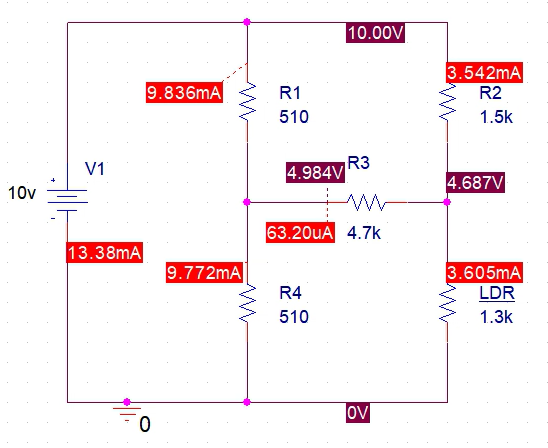 10.00V
3.542mA
9.836mA
R1
510
R2
1.5k
V1
10v
4.984V
R3
4.687V
63.20uA
4.7k
13.38mA
9.772mA
R4
510
3.605mA
LDR
1.3k
0V
0